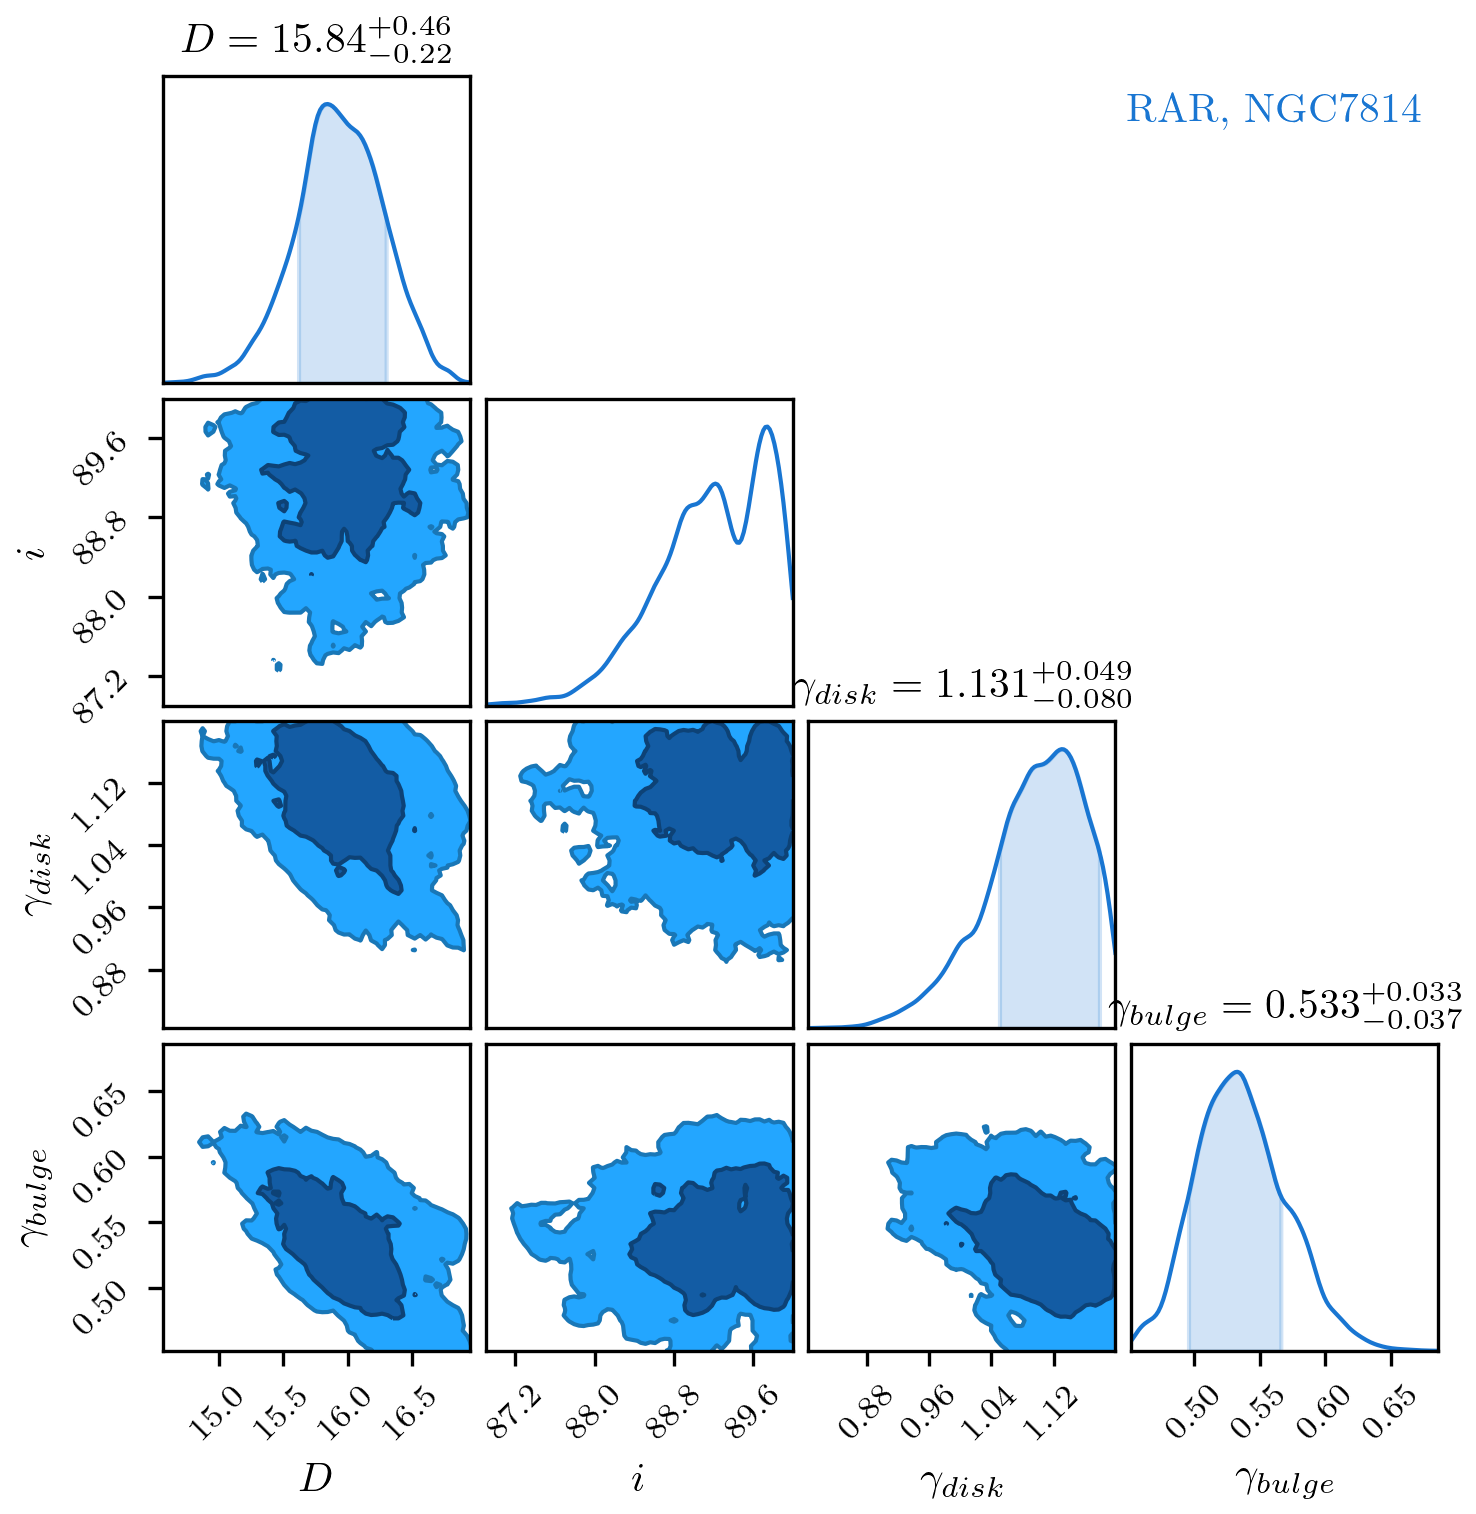 D = 15.84^{+0.46}_{-0.22}
RAR, NGC7814
89.6
88.8
88.0
87.2
i
γ_{disk} = 1.131^{+0.049}_{-0.080}
1.12
1.04
0.96
0.88
γ_{disk}
γ_{bulge} = 0.533^{+0.033}_{-0.037}
0.65
0.60
0.55
0.50
γ_{bulge}
15.0 15.5 16.0 16.5 87.2 88.0 88.8 89.6 0.88 0.96 1.04 1.12 0.50 0.55 0.60 0.65
D i γ_{disk} γ_{bulge}